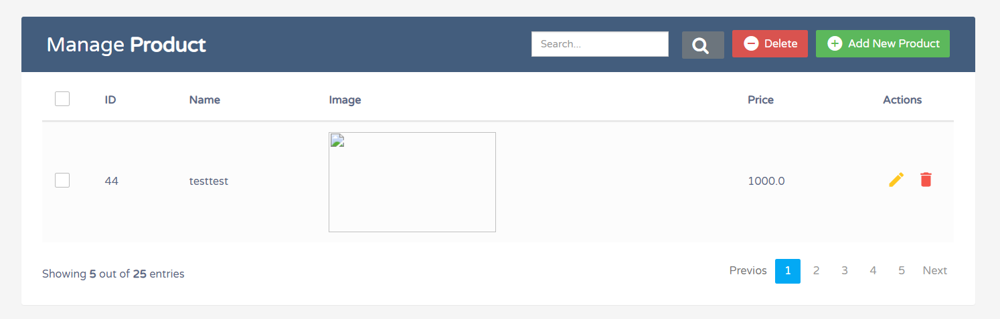 Manage Product
Search...
Delete
Add New Product
ID Name Image Price Actions
44 testtest 1000.0
Showing 5 out of 25 entries
Previos 1 2 3 4 5 Next